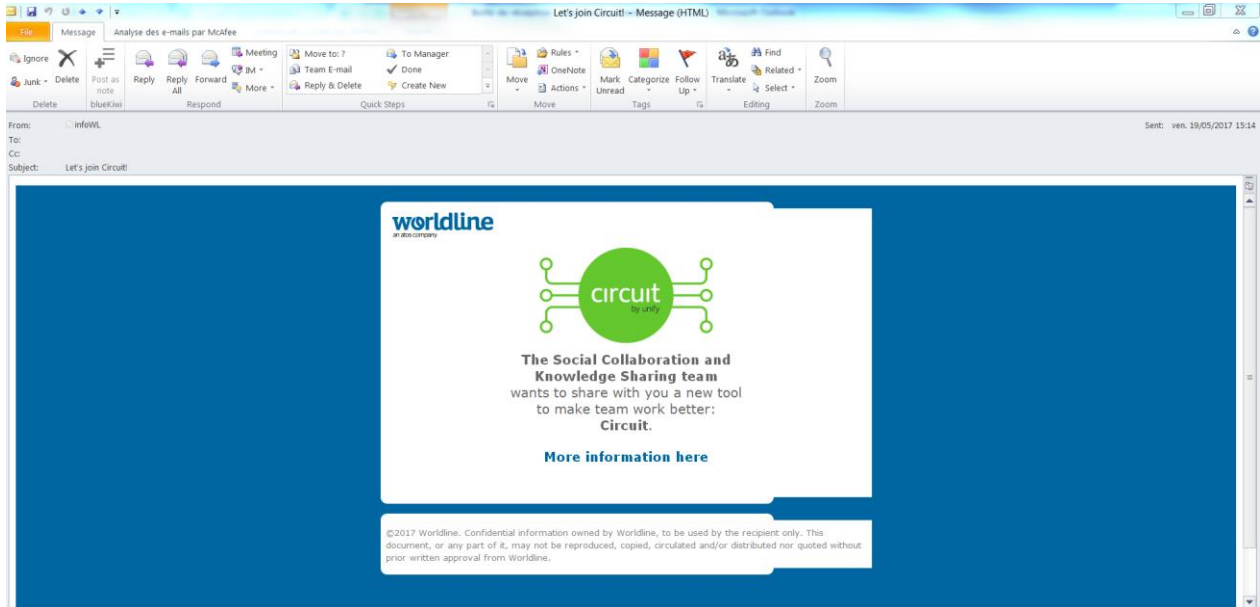 Let's join Circuit! - Message (HTML)
File Message Analyse des e-mails par McAfee
Ignore
Junk
Delete
Post as note
Reply
Reply All
Forward
Meeting
IM
More
Move to: ?
Team E-mail
Reply & Delete
To Manager
Done
Create New
Move
Rules
OneNote
Actions
Mark Unread
Categorize
Follow Up
Translate
Find
Related
Select
Zoom
Delete blueKiwi Respond Quick Steps Move Tags Editing Zoom
From: infoWL Sent: ven. 19/05/2017 15:14
To:
Cc:
Subject: Let's join Circuit!
worldline
an atos company
circuit
by unify
The Social Collaboration and
Knowledge Sharing team
wants to share with you a new tool
to make team work better:
Circuit.
More information here
©2017 Worldline. Confidential information owned by Worldline, to be used by the recipient only. This
document, or any part of it, may not be reproduced, copied, circulated and/or distributed nor quoted without
prior written approval from Worldline.